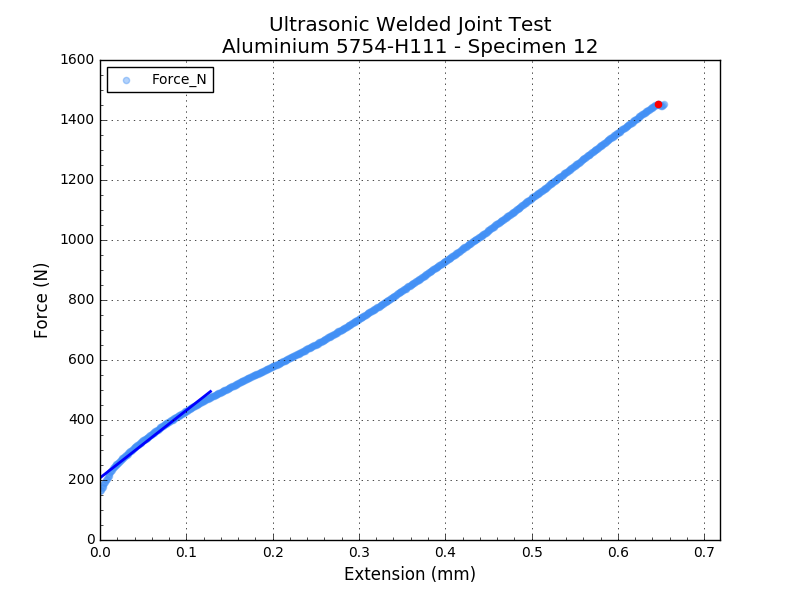 Ultrasonic Welded Joint Test
Aluminium 5754-H111 - Specimen 12
Force_N
1600
1400
1200
1000
800
600
400
200
0
Force (N)
0.0 0.1 0.2 0.3 0.4 0.5 0.6 0.7
Extension (mm)